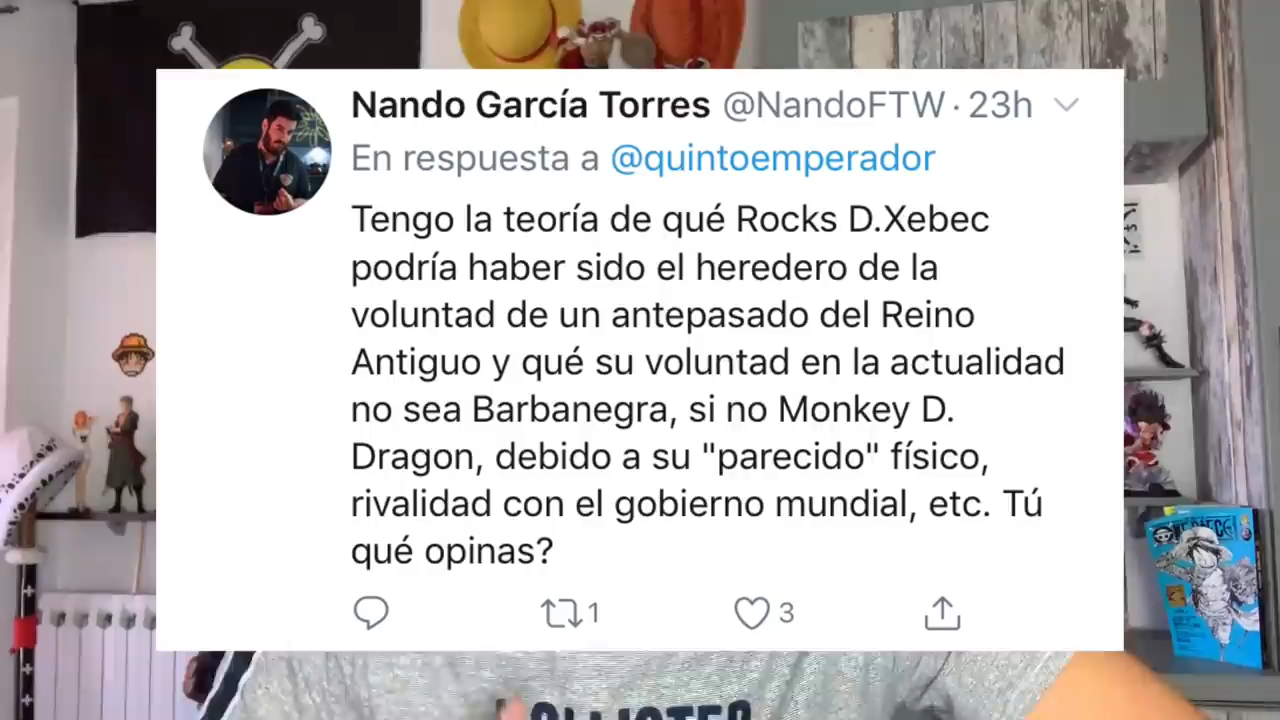 Nando García Torres @NandoFTW · 23h
En respuesta a @quintoemperador
Tengo la teoría de qué Rocks D.Xebec
podría haber sido el heredero de la
voluntad de un antepasado del Reino
Antiguo y qué su voluntad en la actualidad
no sea Barbanegra, si no Monkey D.
Dragon, debido a su "parecido" físico,
rivalidad con el gobierno mundial, etc. Tú
qué opinas?
1
3
ONE PIECE